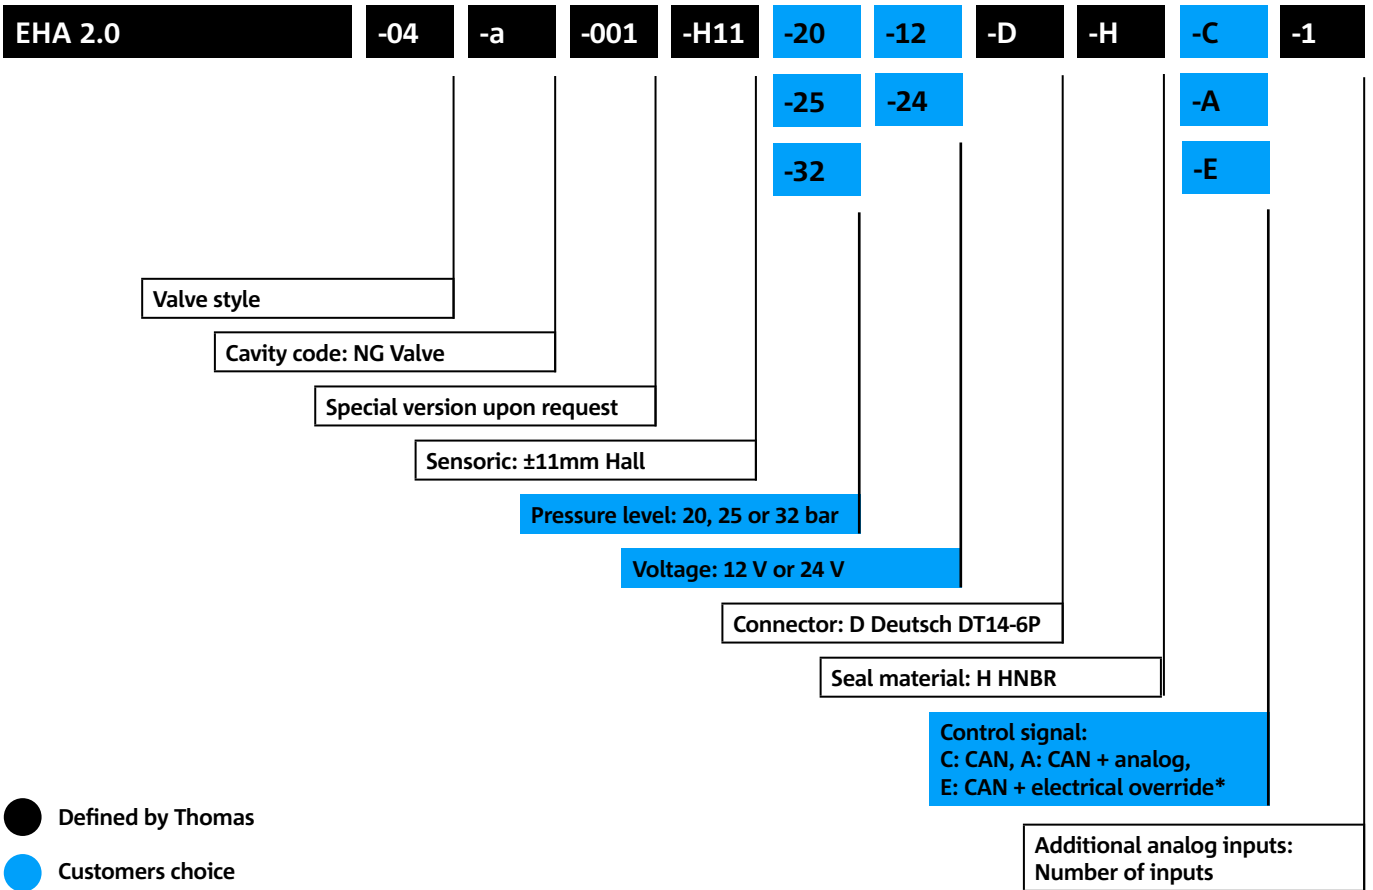 EHA 2.0 -04 -a -001 -H11 -20 -12 -D -H -C -1
-25 -24 -A
-32 -E
Valve style
Cavity code: NG Valve
Special version upon request
Sensoric: ±11mm Hall
Pressure level: 20, 25 or 32 bar
Voltage: 12 V or 24 V
Connector: D Deutsch DT14-6P
Seal material: H HNBR
Control signal:
C: CAN, A: CAN + analog,
E: CAN + electrical override*
Defined by Thomas
Customers choice
Additional analog inputs:
Number of inputs